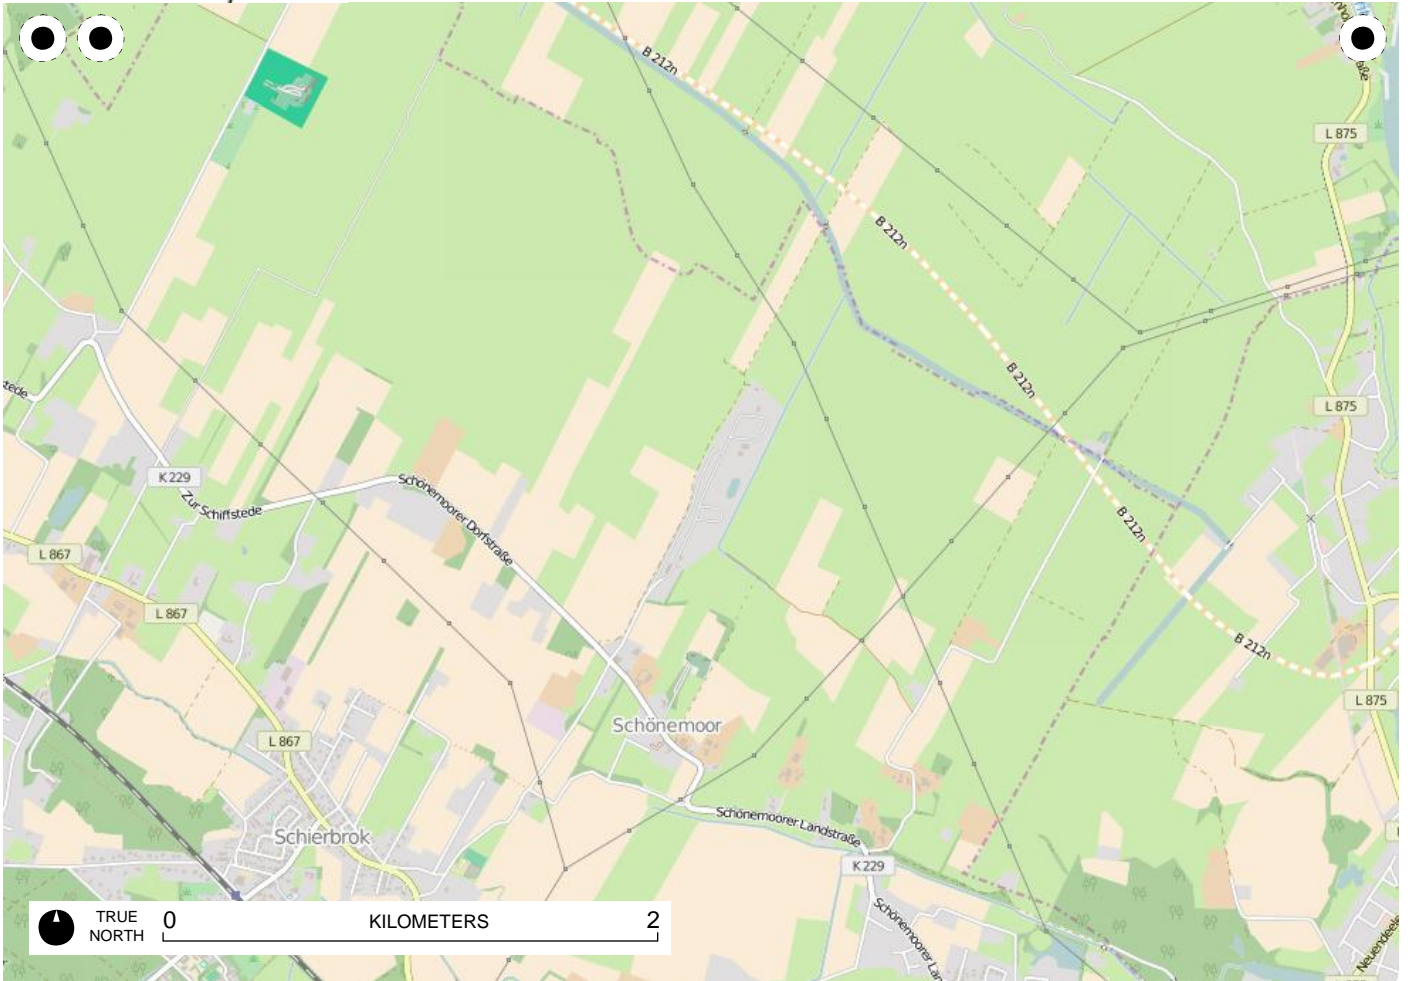 B 212n
L 875
B 212n
B 212n
L 875
K 229
Zur Schiffstede
Schönemoorer Dorfstraße
B 212n
L 867
L 867
B 212n
L 875
Schönemoor
L 867
Schönemoorer Landstraße
Schierbrok
K 229
TRUE NORTH
0 KILOMETERS 2